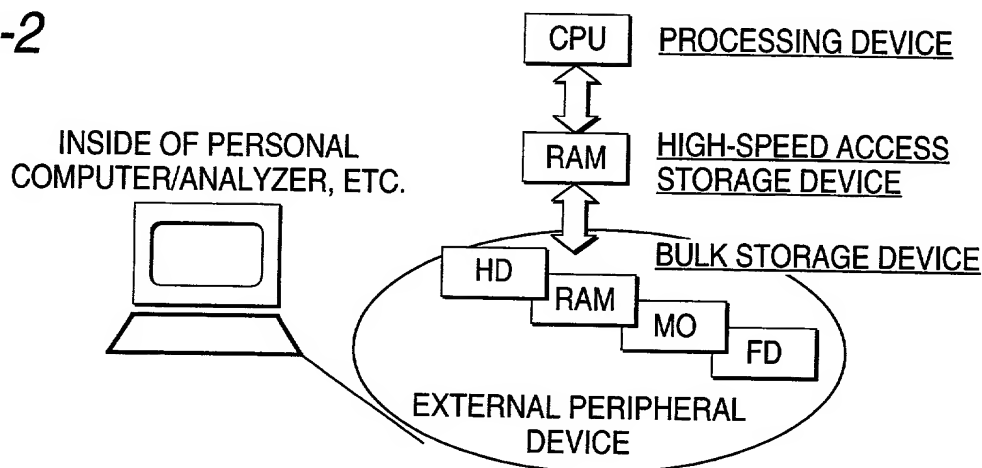 -2
CPU PROCESSING DEVICE
INSIDE OF PERSONAL
COMPUTER/ANALYZER, ETC.
RAM HIGH-SPEED ACCESS
STORAGE DEVICE
BULK STORAGE DEVICE
HD
RAM
MO
FD
EXTERNAL PERIPHERAL
DEVICE